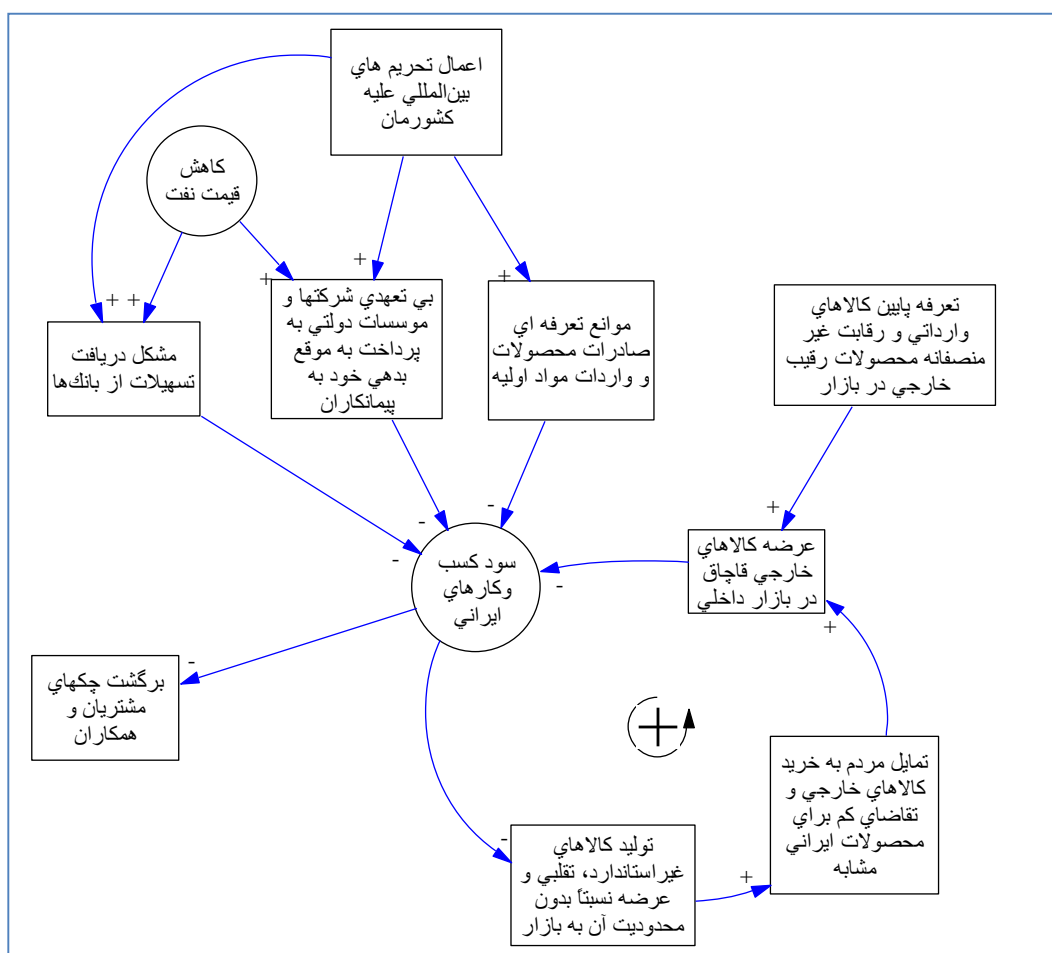 اعمال تحريم هاي
بين‌المللي عليه
كشورمان
كاهش
قيمت نفت
+
+
+ +
+
مشكل دريافت
تسهيلات از بانك‌ها
بي تعهدي شركتها و
موسسات دولتي به
پرداخت به موقع
بدهي خود به
پيمانكاران
موانع تعرفه اي
صادرات محصولات
و واردات مواد اوليه
تعرفه پايين كالاهاي
وارداتي و رقابت غير
منصفانه محصولات رقيب
خارجي در بازار
-
-
-
-
+
سود كسب
وكارهاي
ايراني
عرضه كالاهاي
خارجي قاچاق
در بازار داخلي
+
-
برگشت چكهاي
مشتريان و
همكاران
+
تمايل مردم به خريد
كالاهاي خارجي و
تقاضاي كم براي
محصولات ايراني
مشابه
-
+
توليد كالاهاي
غيراستاندارد، تقلبي و
عرضه نسبتاً بدون
محدوديت آن به بازار